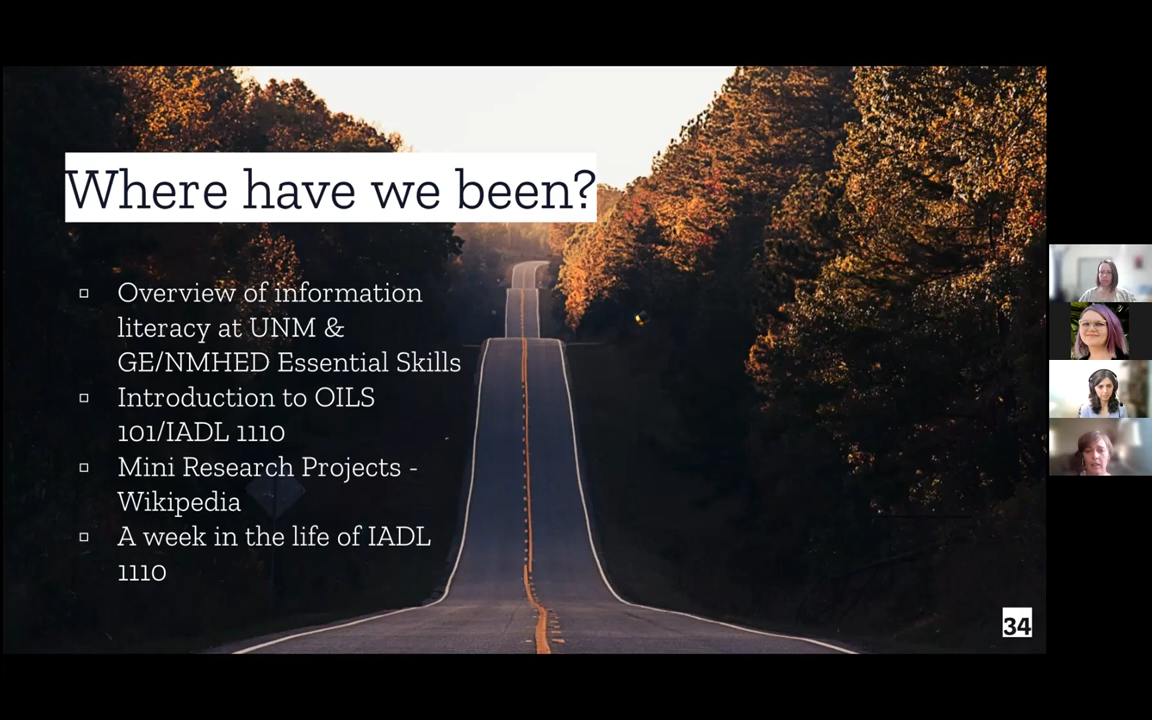 Where have we been?
▫ Overview of information
literacy at UNM &
GE/NMHED Essential Skills
▫ Introduction to OILS
101/IADL 1110
▫ Mini Research Projects -
Wikipedia
▫ A week in the life of IADL
1110
34